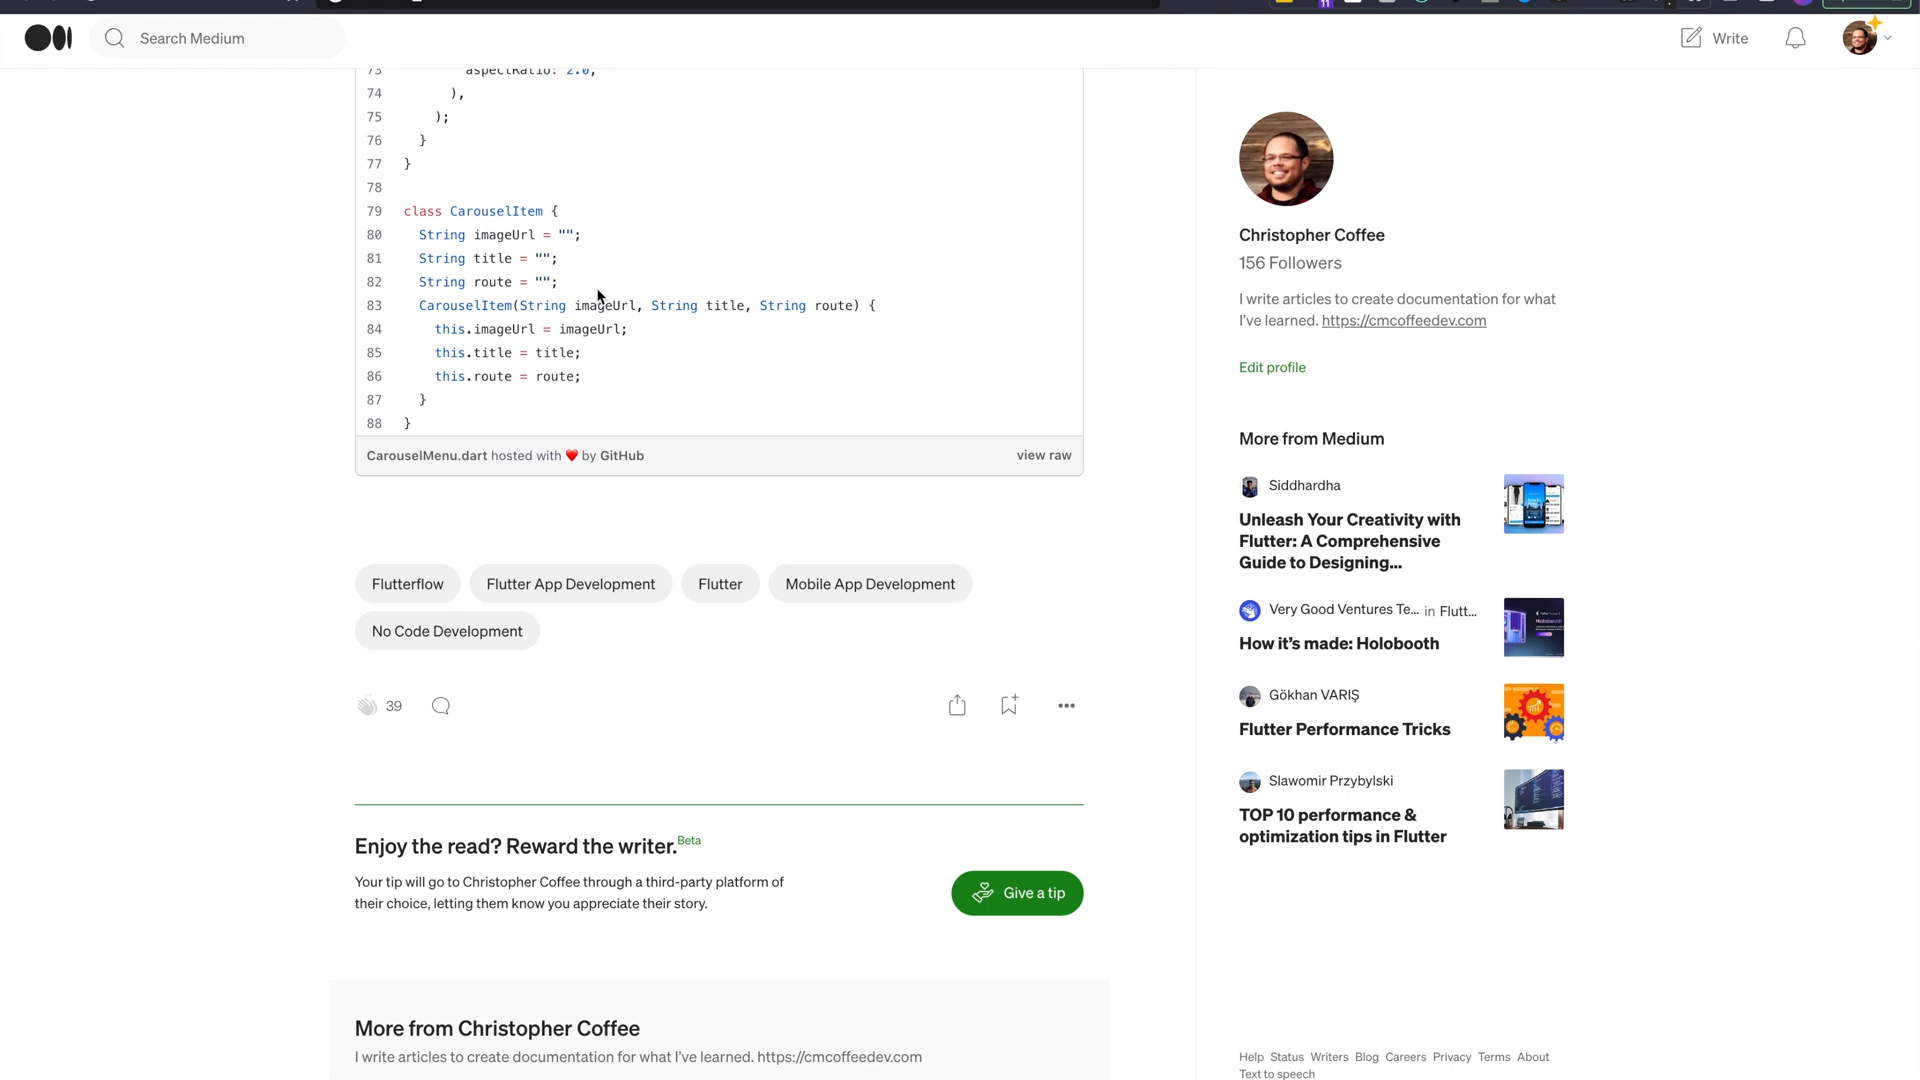 11
Search Medium
Write
73 aspectRatio: 2.0,
74 ),
75 );
76 }
77 }
78
79 class CarouselItem {
80 String imageUrl = "";
81 String title = "";
82 String route = "";
83 CarouselItem(String imageUrl, String title, String route) {
84 this.imageUrl = imageUrl;
85 this.title = title;
86 this.route = route;
87 }
88 }
CarouselMenu.dart hosted with ❤ by GitHub
view raw
Flutterflow
Flutter App Development
Flutter
Mobile App Development
No Code Development
39
Enjoy the read? Reward the writer. Beta
Your tip will go to Christopher Coffee through a third-party platform of
their choice, letting them know you appreciate their story.
Give a tip
More from Christopher Coffee
I write articles to create documentation for what I've learned. https://cmcoffeedev.com
Christopher Coffee
156 Followers
I write articles to create documentation for what
I've learned. https://cmcoffeedev.com
Edit profile
More from Medium
Siddhardha
Unleash Your Creativity with
Flutter: A Comprehensive
Guide to Designing...
Very Good Ventures Te... in Flutt...
How it's made: Holobooth
Gökhan VARIŞ
Flutter Performance Tricks
Slawomir Przybylski
TOP 10 performance &
optimization tips in Flutter
Help Status Writers Blog Careers Privacy Terms About
Text to speech